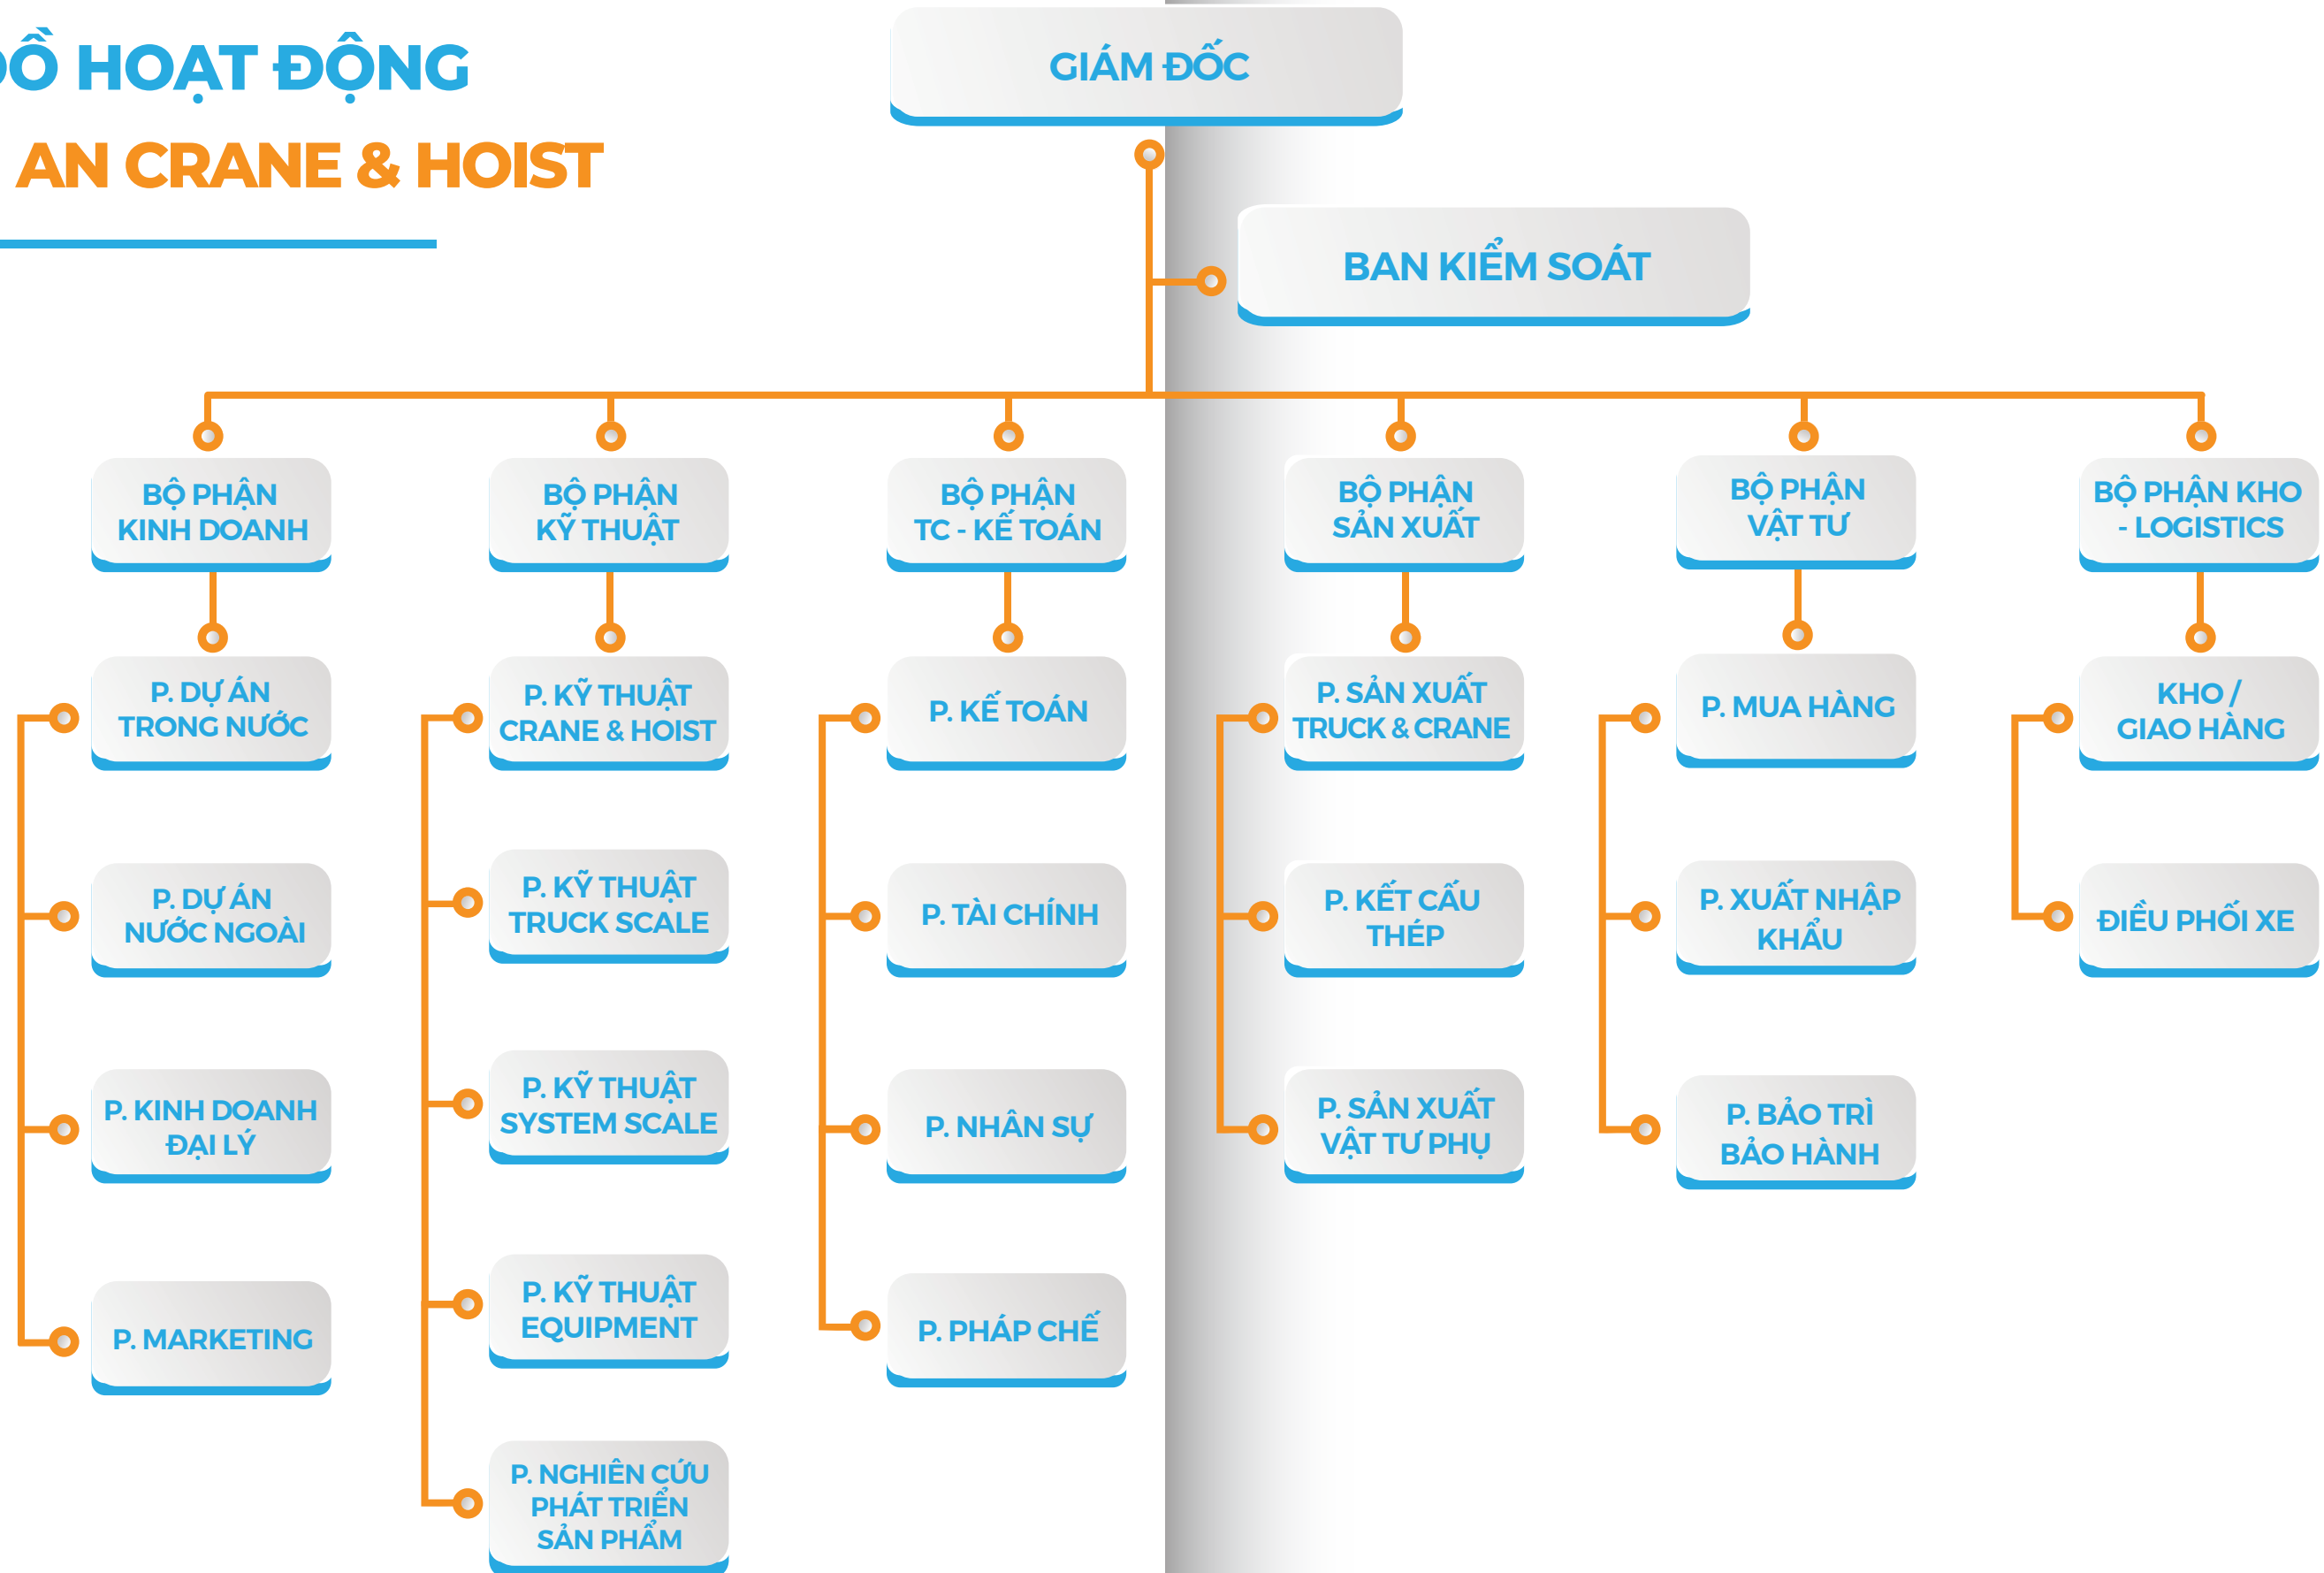 ĐỒ HOẠT ĐỘNG
AN CRANE & HOIST
GIÁM ĐỐC
BAN KIỂM SOÁT
BỘ PHẬN
KINH DOANH
P. DỰ ÁN
TRONG NƯỚC
P. DỰ ÁN
NƯỚC NGOÀI
P. KINH DOANH
ĐẠI LÝ
P. MARKETING
BỘ PHẬN
KỸ THUẬT
P. KỸ THUẬT
CRANE & HOIST
P. KỸ THUẬT
TRUCK SCALE
P. KỸ THUẬT
SYSTEM SCALE
P. KỸ THUẬT
EQUIPMENT
P. NGHIÊN CỨU
PHÁT TRIỂN
SẢN PHẨM
BỘ PHẬN
TC - KẾ TOÁN
P. KẾ TOÁN
P. TÀI CHÍNH
P. NHÂN SỰ
P. PHÁP CHẾ
BỘ PHẬN
SẢN XUẤT
P. SẢN XUẤT
TRUCK & CRANE
P. KẾT CẤU
THÉP
P. SẢN XUẤT
VẬT TƯ PHỤ
BỘ PHẬN
VẬT TƯ
P. MUA HÀNG
P. XUẤT NHẬP
KHẨU
P. BẢO TRÌ
BẢO HÀNH
BỘ PHẬN KHO
- LOGISTICS
KHO /
GIAO HÀNG
ĐIỀU PHỐI XE